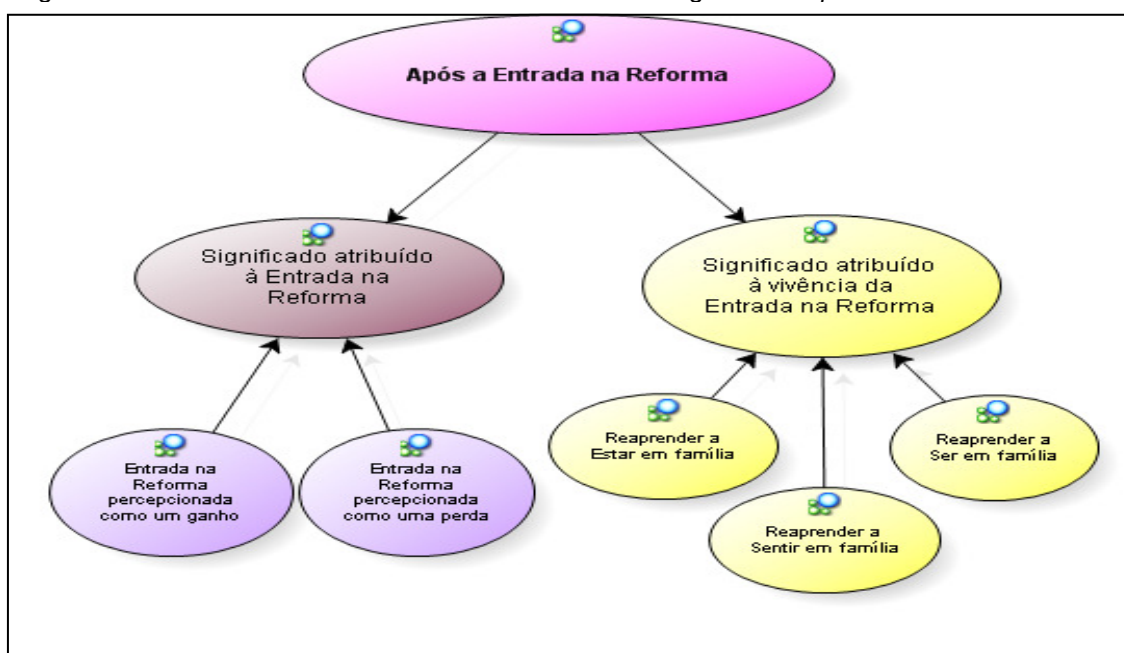 Após a Entrada na Reforma
Significado atribuído
à Entrada na
Reforma
Significado atribuído
à vivência da
Entrada na Reforma
Entrada na
Reforma
percepcionada
como um ganho
Entrada na
Reforma
percepcionada
como uma perda
Reaprender a
Estar em família
Reaprender a
Sentir em família
Reaprender a
Ser em família